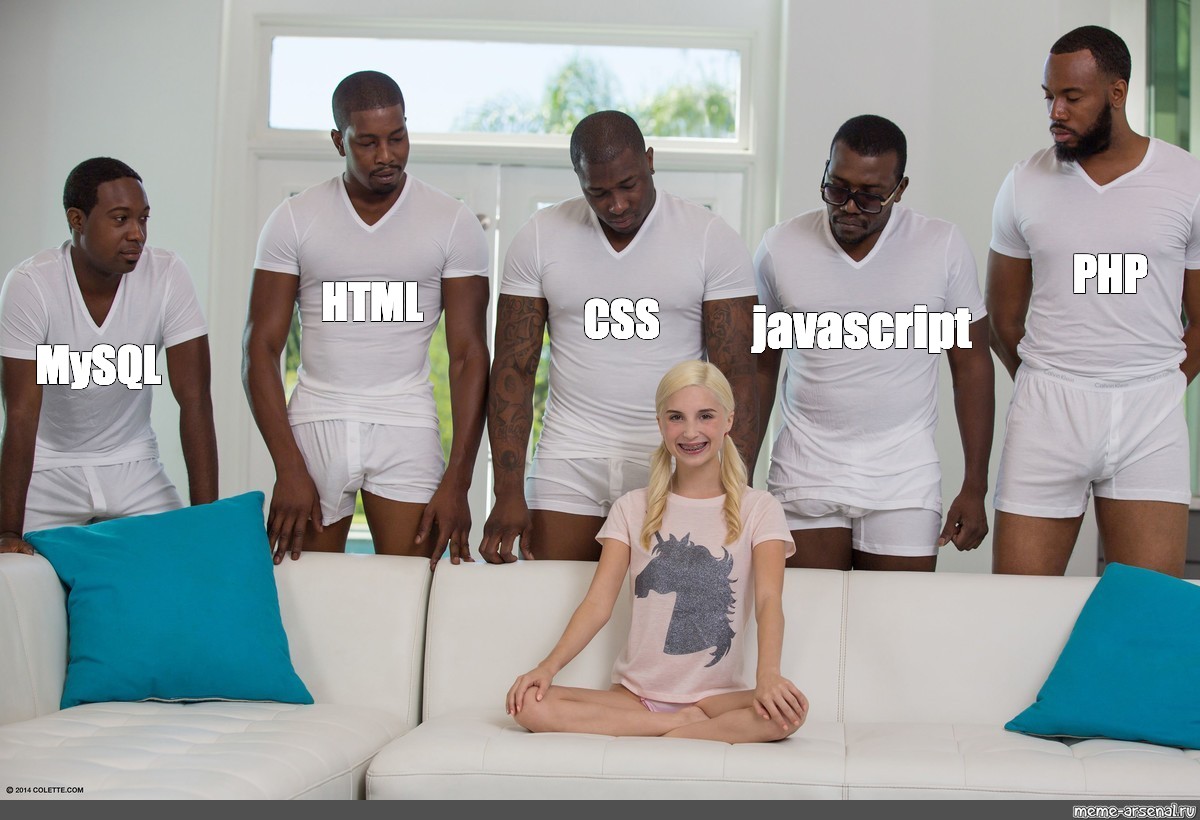 MySQL
HTML
CSS
javascript
PHP
© 2014 COLETTE.COM
meme-arsenal.ru